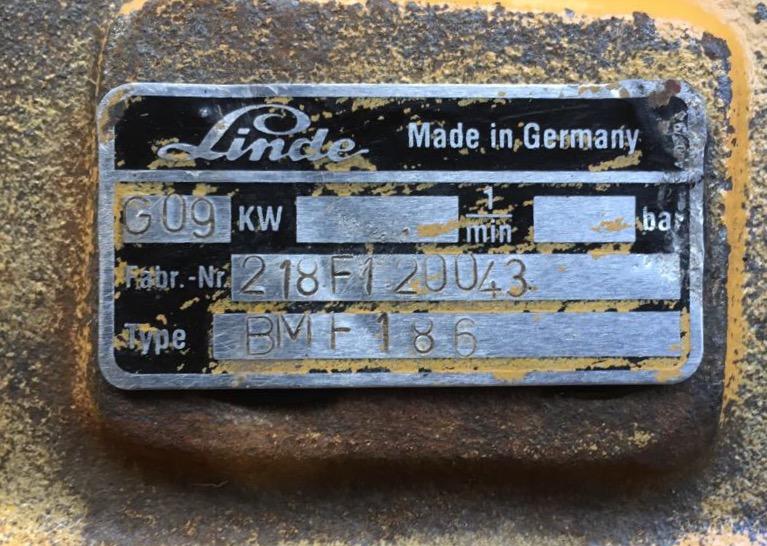 Linde Made in Germany
G09 KW 1/min bar
Fabr.-Nr. 218F120043
Type BMF186